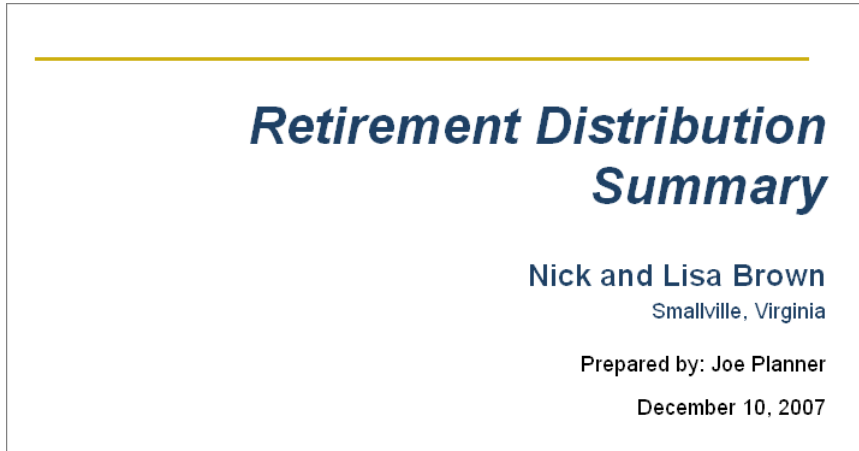 Retirement Distribution
Summary
Nick and Lisa Brown
Smallville, Virginia
Prepared by: Joe Planner
December 10, 2007